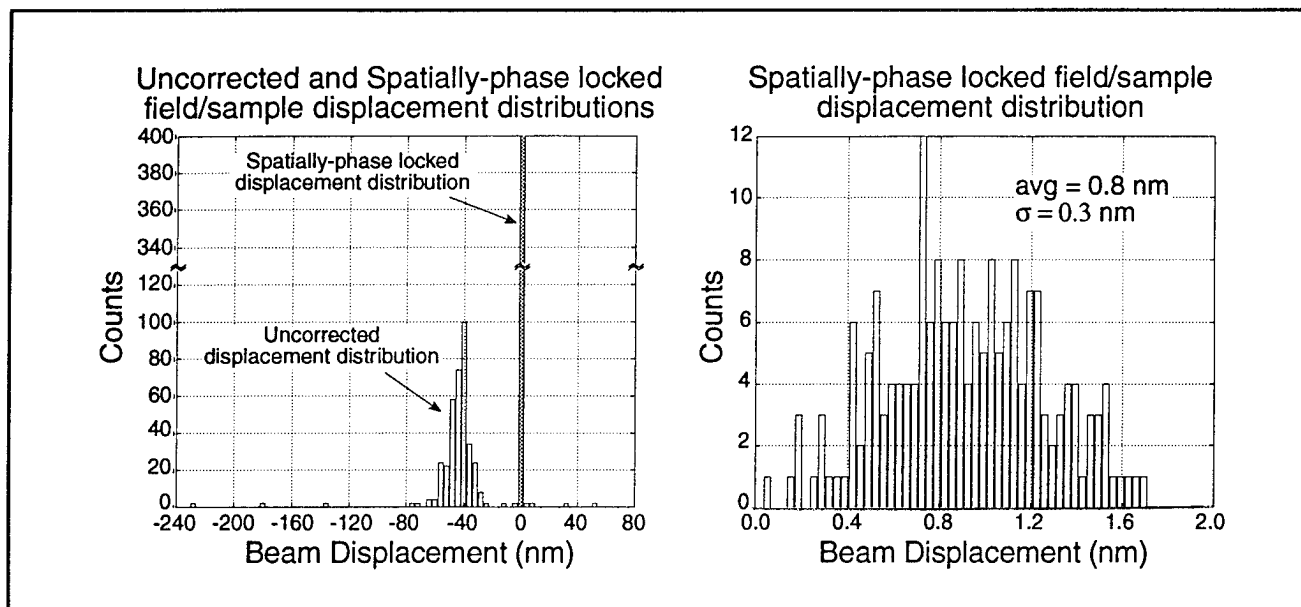 Uncorrected and Spatially-phase locked
field/sample displacement distributions
400
380
360
340
120
100
80
60
40
20
0
Counts
Spatially-phase locked
displacement distribution
Uncorrected
displacement distribution
-240 -200 -160 -120 -80 -40 0 40 80
Beam Displacement (nm)
Spatially-phase locked field/sample
displacement distribution
12
10
8
6
4
2
0
Counts
avg = 0.8 nm
σ = 0.3 nm
0.0 0.4 0.8 1.2 1.6 2.0
Beam Displacement (nm)